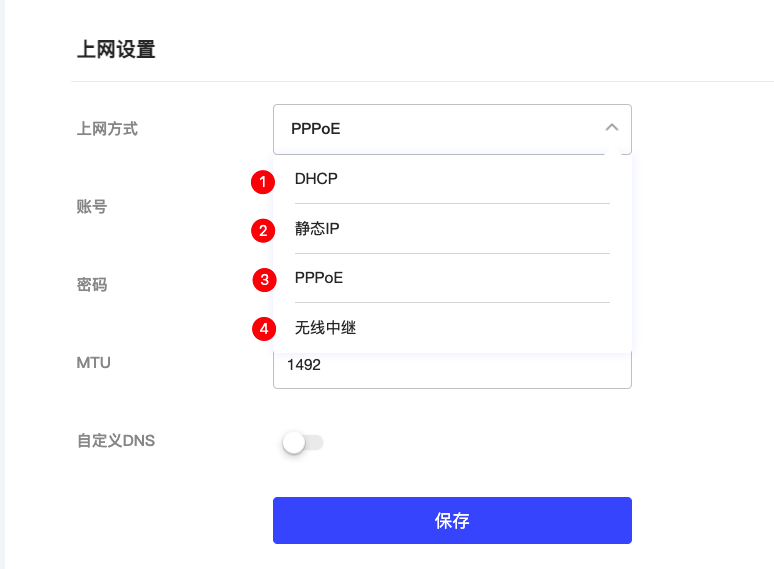 上网设置
上网方式
PPPoE
1
DHCP
账号
2
静态IP
密码
3
PPPoE
4
无线中继
MTU
1492
自定义DNS
保存